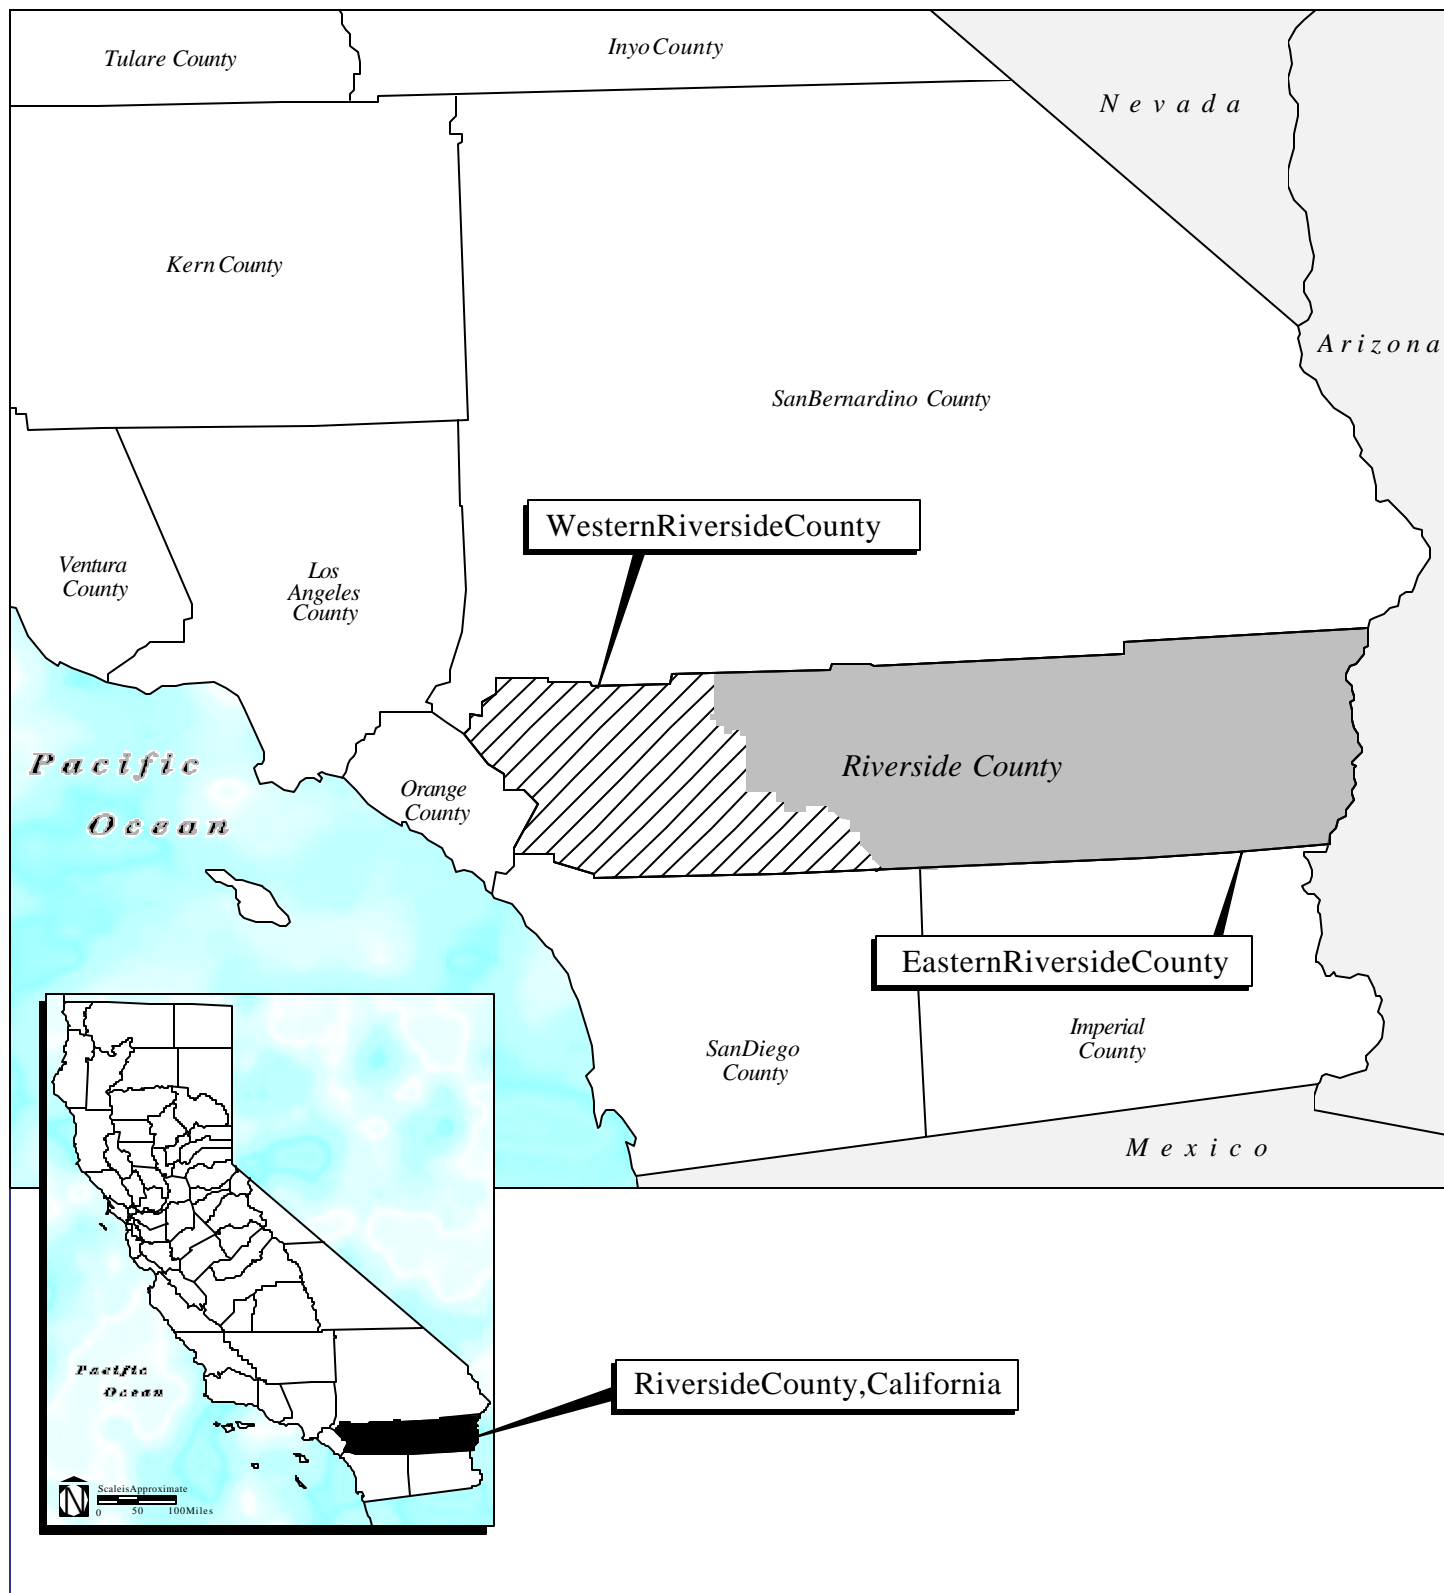 Tulare County
Inyo County
Nevada
Kern County
Arizona
SanBernardino County
WesternRiversideCounty
Ventura
County
Los
Angeles
County
Pacific
Ocean
Riverside County
Orange
County
EasternRiversideCounty
SanDiego
County
Imperial
County
Mexico
Pacific
Ocean
RiversideCounty,California
N
ScaleisApproximate
0 50 100Miles